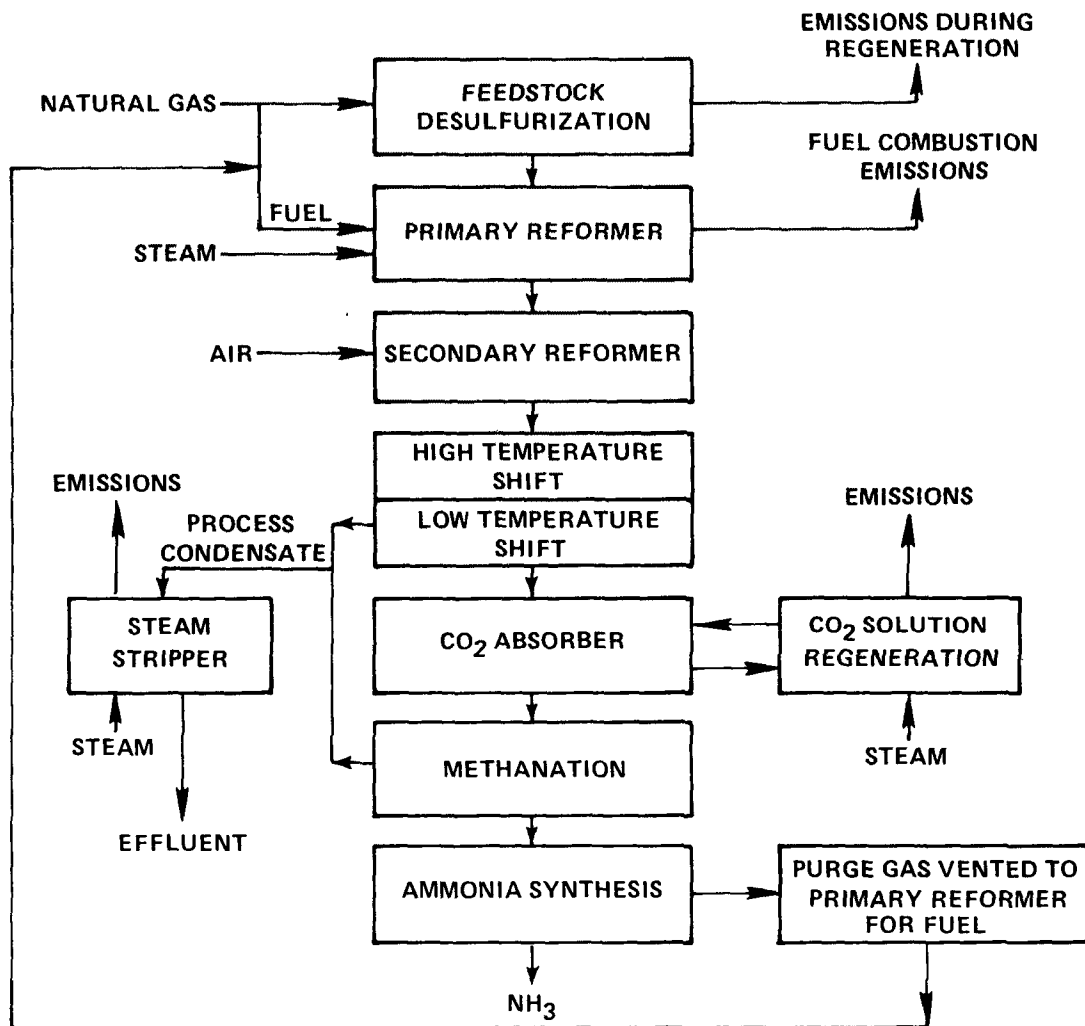 EMISSIONS DURING
REGENERATION
NATURAL GAS
FEEDSTOCK
DESULFURIZATION
FUEL COMBUSTION
EMISSIONS
FUEL
PRIMARY REFORMER
STEAM
AIR
SECONDARY REFORMER
HIGH TEMPERATURE
SHIFT
EMISSIONS
PROCESS
CONDENSATE
LOW TEMPERATURE
SHIFT
EMISSIONS
STEAM
STRIPPER
CO2 ABSORBER
CO2 SOLUTION
REGENERATION
STEAM
EFFLUENT
METHANATION
STEAM
AMMONIA SYNTHESIS
PURGE GAS VENTED TO
PRIMARY REFORMER
FOR FUEL
NH3